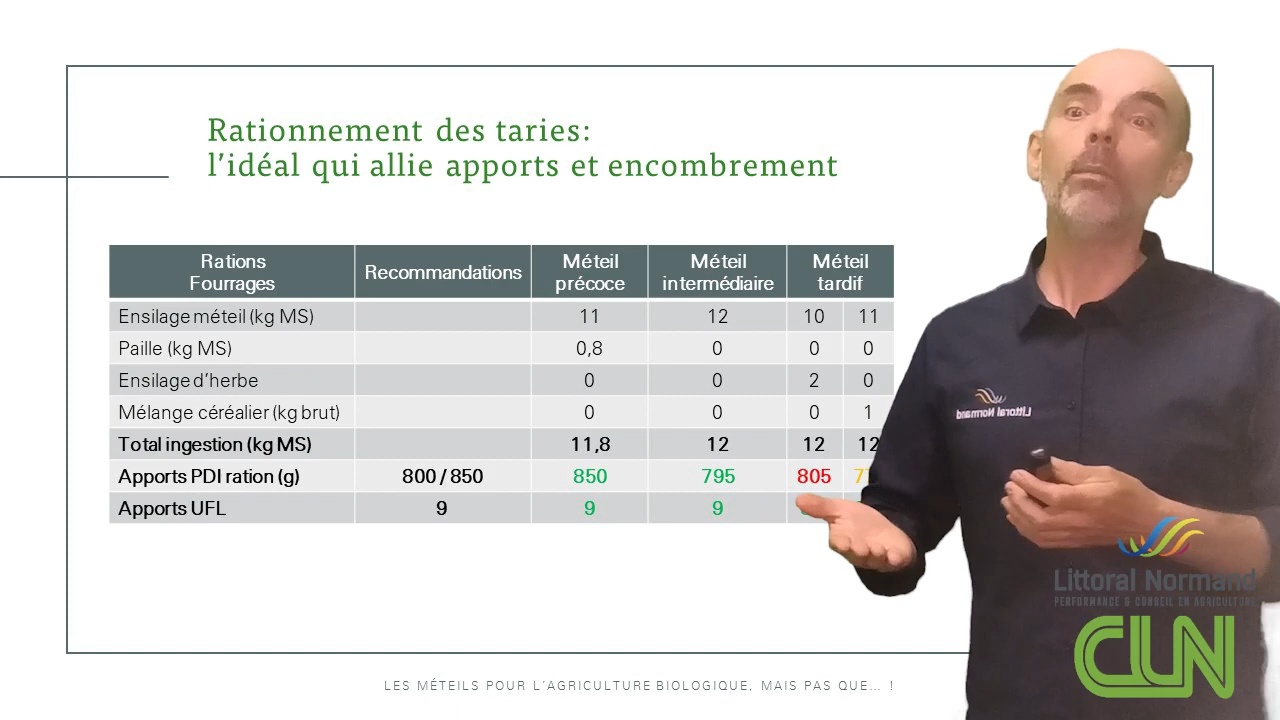 Rationnement des taries:
l'idéal qui allie apports et encombrement
Rations Fourrages Recommandations Méteil précoce Méteil intermédiaire Méteil tardif
Ensilage méteil (kg MS) 11 12 10 11
Paille (kg MS) 0,8 0 0 0
Ensilage d'herbe 0 0 2 0
Mélange céréalier (kg brut) 0 0 0 1
Total ingestion (kg MS) 11,8 12 12 12
Apports PDI ration (g) 800 / 850 850 795 805
Apports UFL 9 9 9
Littoral Normand
Littoral Normand
PERFORMANCE & CONSEIL EN AGRICULTURE
CLN
LES MÉTEILS POUR L'AGRICULTURE BIOLOGIQUE, MAIS PAS QUE... !